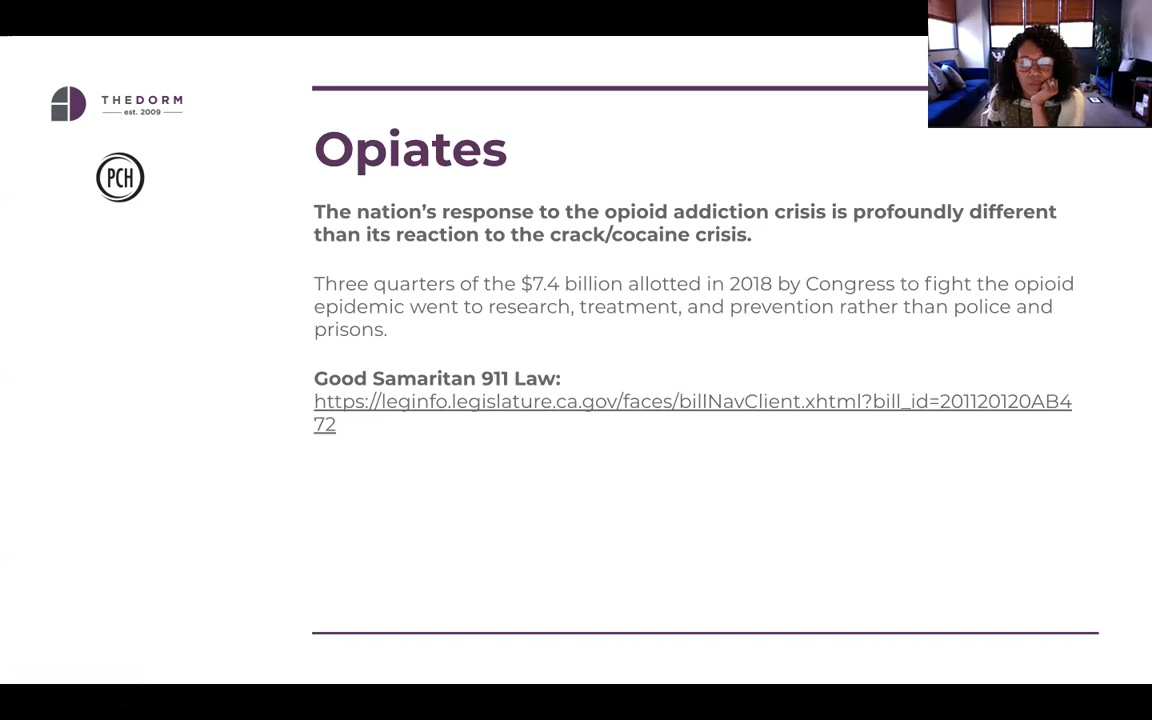 THEDORM
est. 2009
PCH
Opiates
The nation’s response to the opioid addiction crisis is profoundly different
than its reaction to the crack/cocaine crisis.
Three quarters of the $7.4 billion allotted in 2018 by Congress to fight the opioid
epidemic went to research, treatment, and prevention rather than police and
prisons.
Good Samaritan 911 Law:
https://leginfo.legislature.ca.gov/faces/billNavClient.xhtml?bill_id=201120120AB4
72